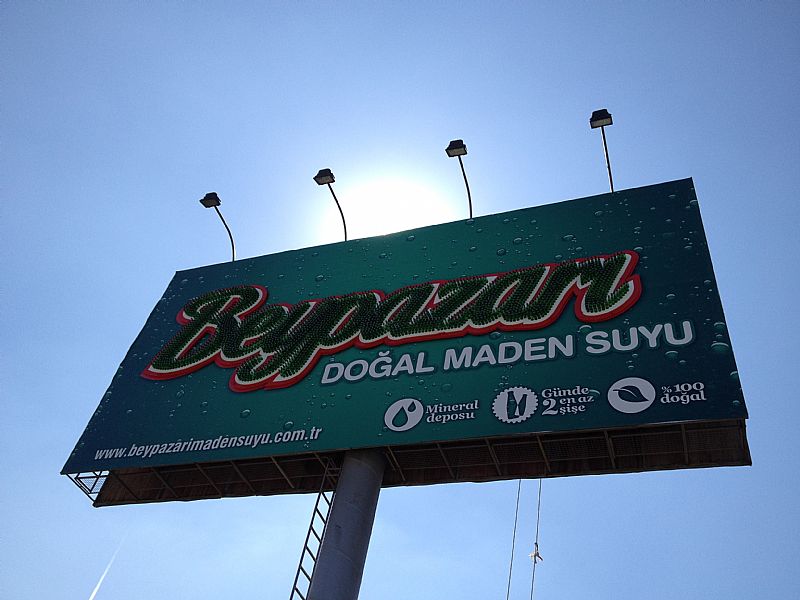 Beypazarı
DOĞAL MADEN SUYU
Mineral
deposu
Günde
2 en az
şişe
%100
doğal
www.beypazarimadensuyu.com.tr